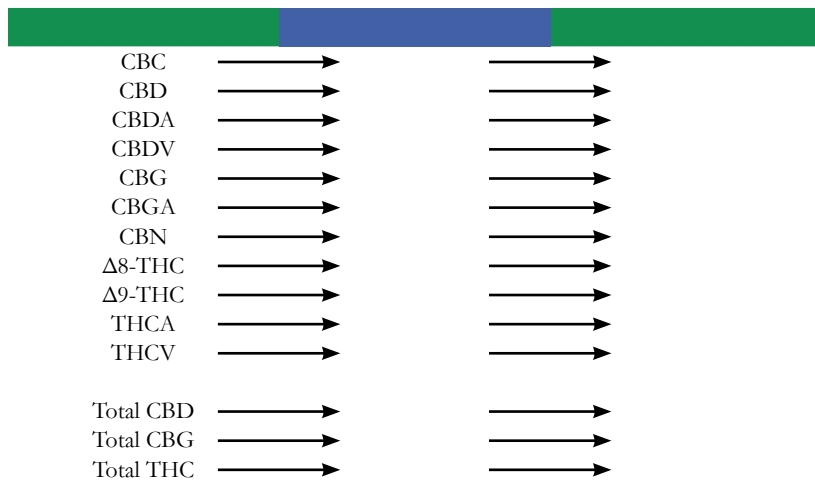 CBC
CBD
CBDA
CBDV
CBG
CBGA
CBN
Δ8-THC
Δ9-THC
THCA
THCV
Total CBD
Total CBG
Total THC